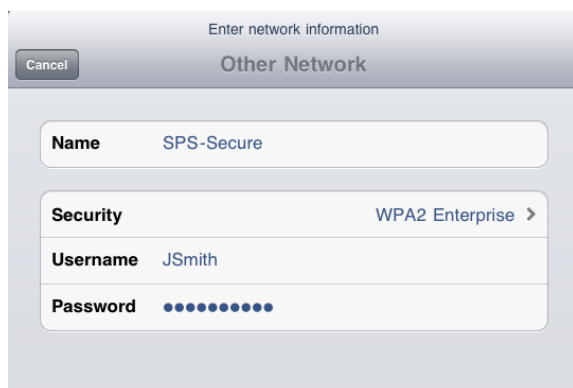 Enter network information
Cancel Other Network
Name SPS-Secure
Security WPA2 Enterprise >
Username JSmith
Password ●●●●●●●●●●